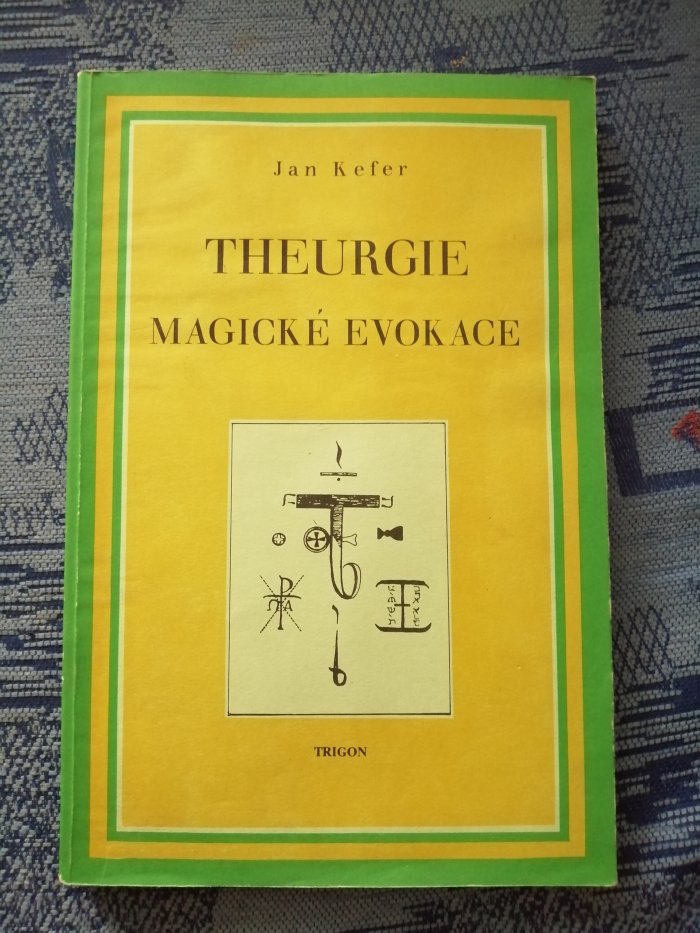 Jan Kefer
THEURGIE
MAGICKÉ EVOKACE
TRIGON